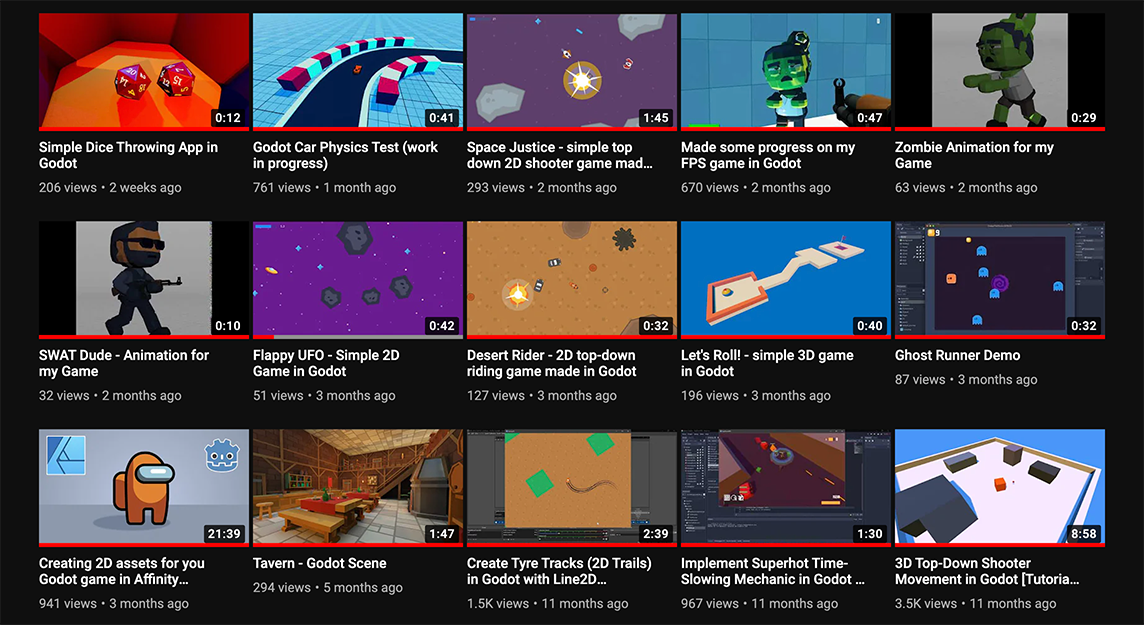 0:12
0:41
1:45
0:47
0:29
Simple Dice Throwing App in
Godot
206 views • 2 weeks ago
Godot Car Physics Test (work
in progress)
761 views • 1 month ago
Space Justice - simple top
down 2D shooter game mad...
293 views • 2 months ago
Made some progress on my
FPS game in Godot
670 views • 2 months ago
Zombie Animation for my
Game
63 views • 2 months ago
9
0:10
0:42
0:32
0:40
0:32
SWAT Dude - Animation for
my Game
32 views • 2 months ago
Flappy UFO - Simple 2D
Game in Godot
51 views • 3 months ago
Desert Rider - 2D top-down
riding game made in Godot
127 views • 3 months ago
Let's Roll! - simple 3D game
in Godot
196 views • 3 months ago
Ghost Runner Demo
87 views • 3 months ago
21:39
1:47
2:39
1:30
8:58
Creating 2D assets for you
Godot game in Affinity...
941 views • 3 months ago
Tavern - Godot Scene
294 views • 5 months ago
Create Tyre Tracks (2D Trails)
in Godot with Line2D...
1.5K views • 11 months ago
Implement Superhot Time-
Slowing Mechanic in Godot ...
967 views • 11 months ago
3D Top-Down Shooter
Movement in Godot [Tutoria...
3.5K views • 11 months ago